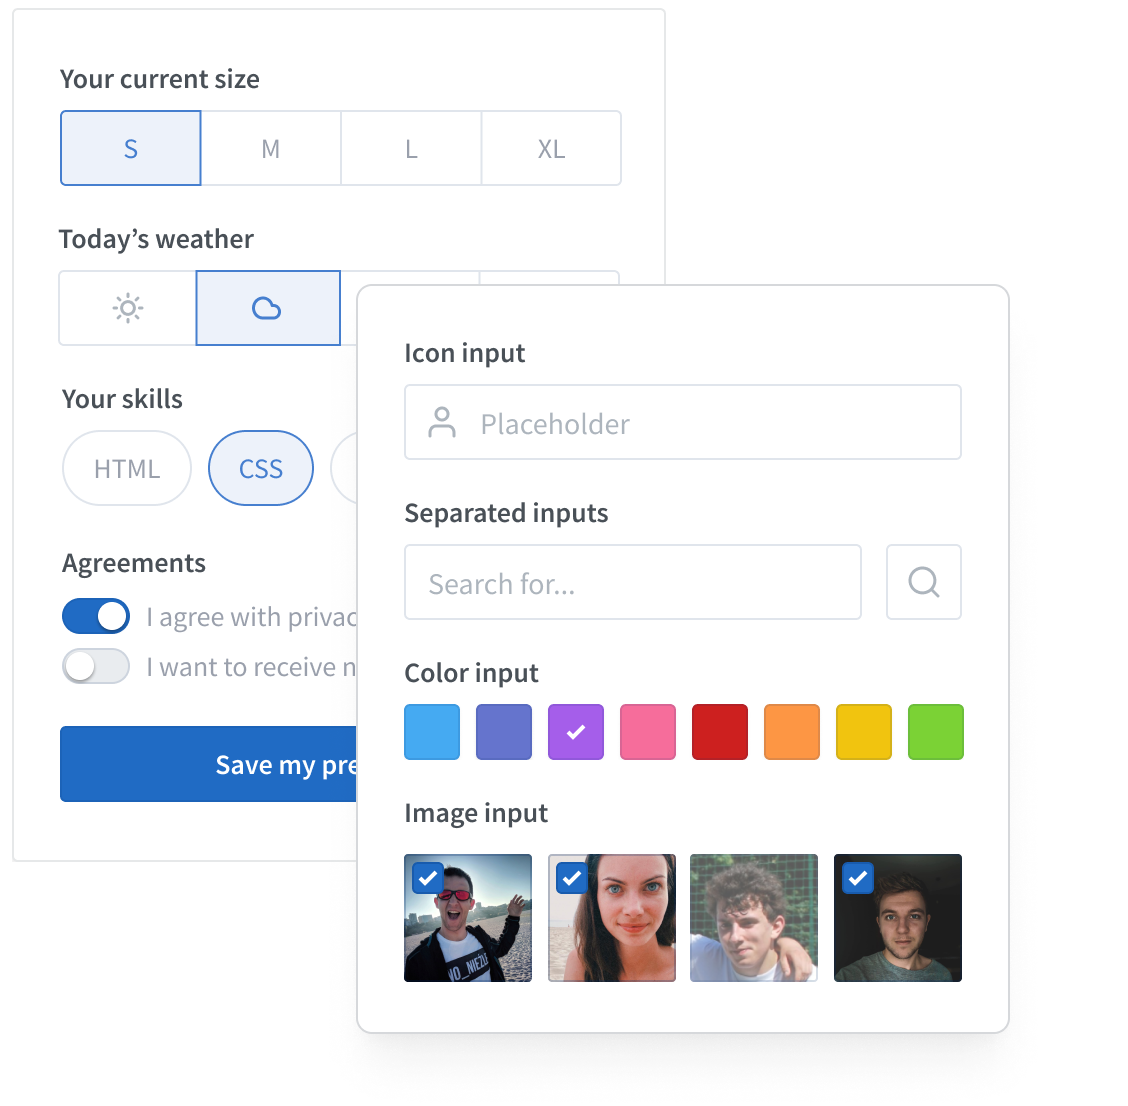 Your current size
S M L XL
Today’s weather
Your skills
HTML CSS
Agreements
I agree with privac
I want to receive n
Save my pre
Icon input
Placeholder
Separated inputs
Search for...
Color input
Image input
NO_NIEŹLE